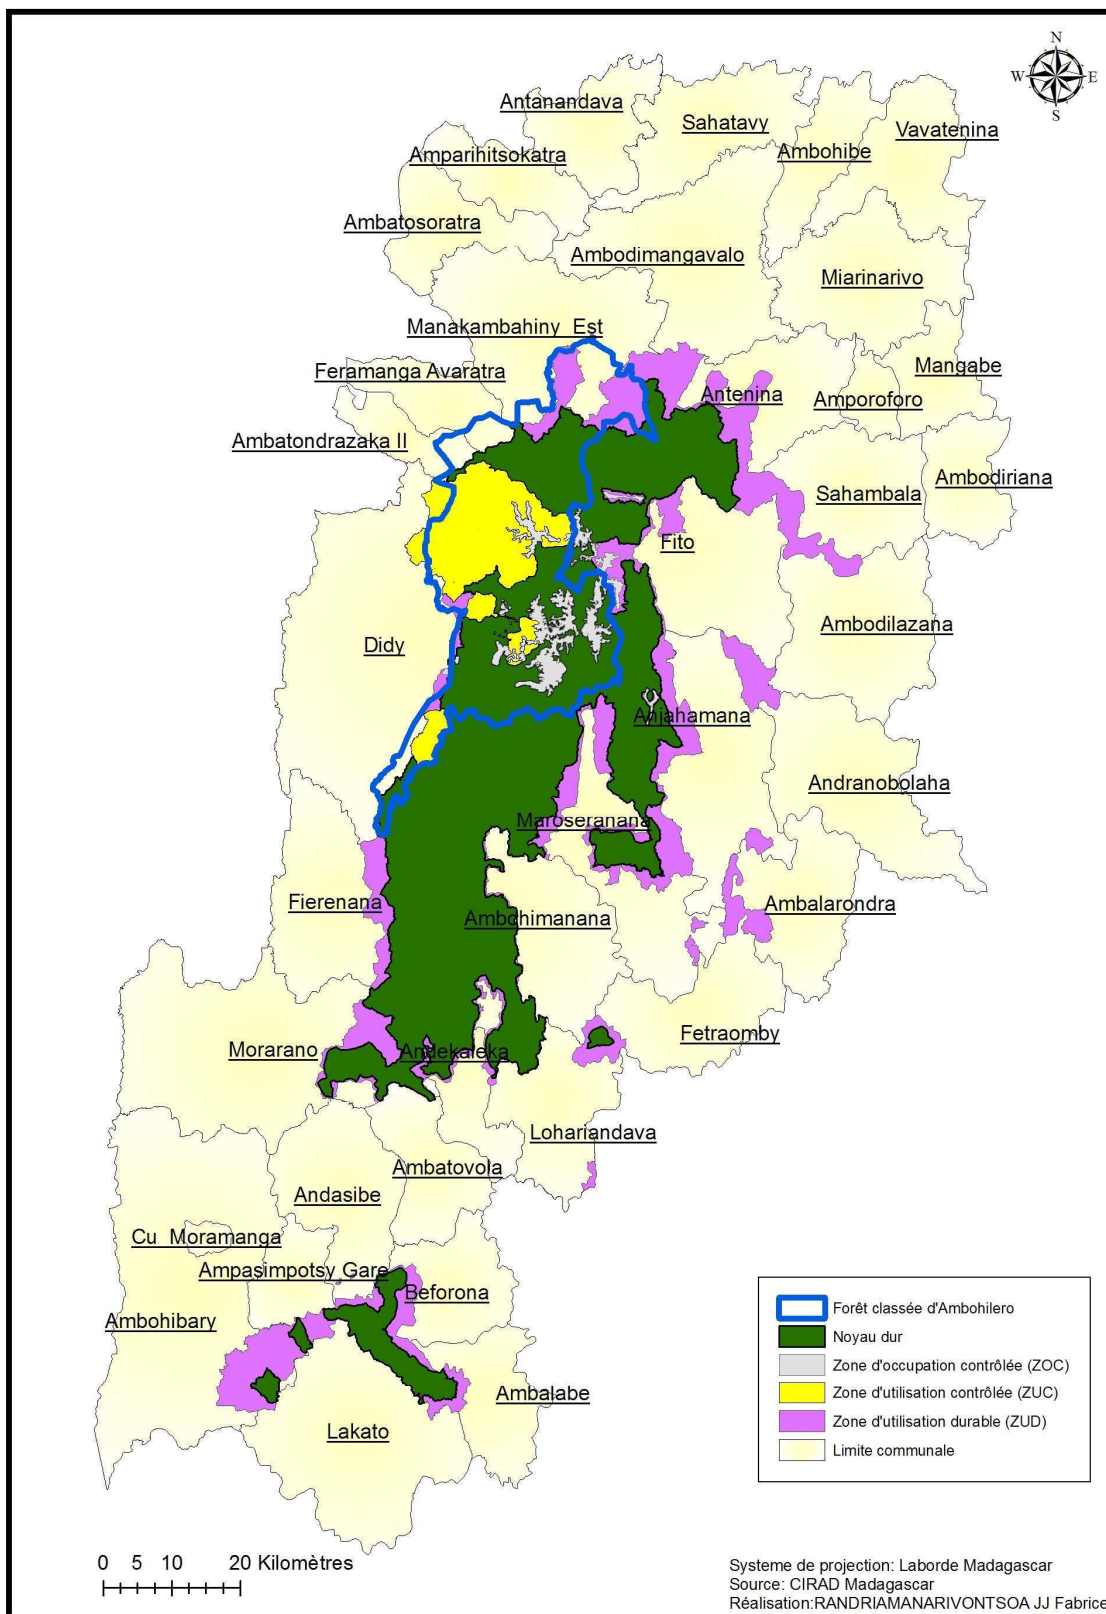 N
W E
S
Antanandava
Sahatavy
Vavatenina
Ambohibe
Amparihitsokatra
Ambatosoratra
Ambodimangavalo
Miarinarivo
Manakambahiny Est
Mangabe
Feramanga Avaratra
Antenina
Amporoforo
Ambatondrazaka II
Ambodiriana
Sahambala
Fito
Ambodilazana
Didy
Anjahamana
Andranobolaha
Maroseranana
Fierenana
Ambalarondra
Ambohimanana
Fetraomby
Morarano
Andekaleka
Lohariandava
Ambatovola
Andasibe
Cu Moramanga
Ampasimpotsy Gare
Beforona
Ambohibary
Ambalabe
Lakato
Forêt classée d'Ambohilero
Noyau dur
Zone d'occupation contrôlée (ZOC)
Zone d'utilisation contrôlée (ZUC)
Zone d'utilisation durable (ZUD)
Limite communale
0 5 10 20 Kilomètres
Systeme de projection: Laborde Madagascar
Source: CIRAD Madagascar
Réalisation:RANDRIAMANARIVONTSOA JJ Fabrice